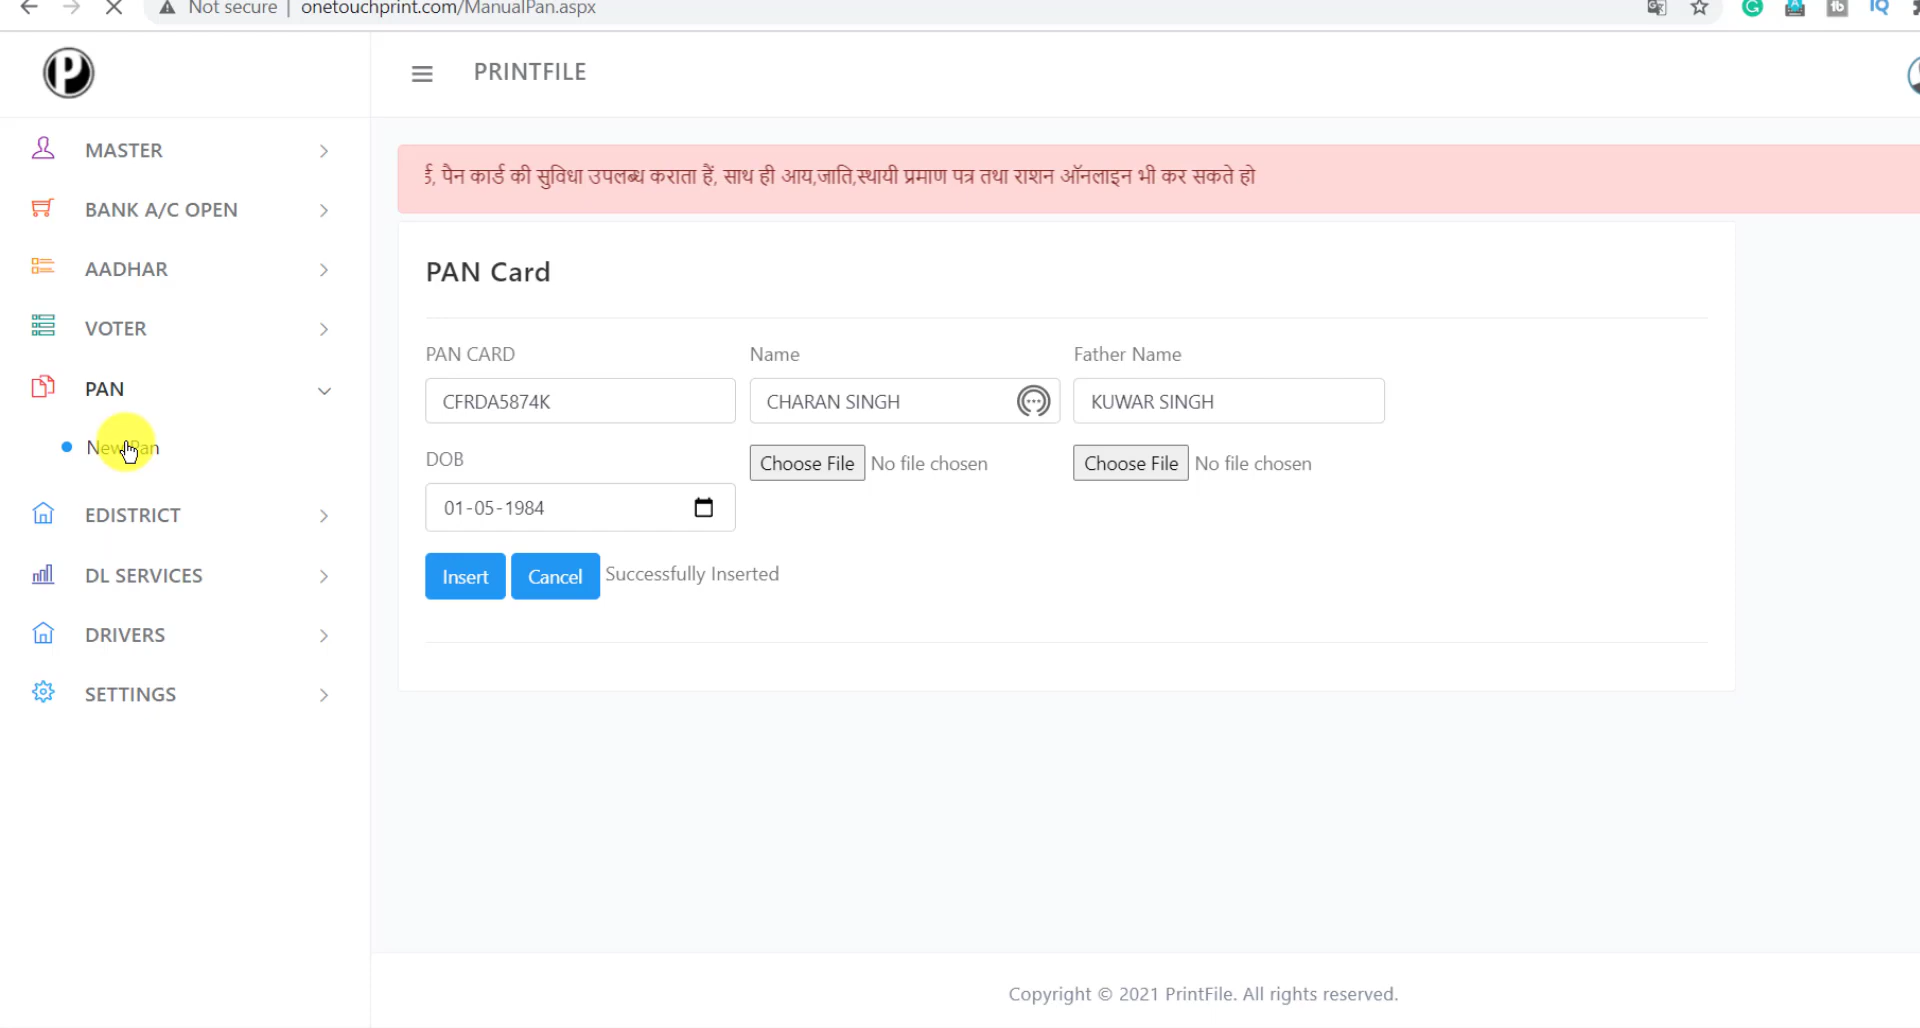 Not secure | onetouchprint.com/ManualPan.aspx
PRINTFILE
MASTER
BANK A/C OPEN
AADHAR
VOTER
PAN
New Pan
EDISTRICT
DL SERVICES
DRIVERS
SETTINGS
पैन कार्ड की सुविधा उपलब्ध कराता हैं, साथ ही आय,जाति,स्थायी प्रमाण पत्र तथा राशन ऑनलाइन भी कर सकते हो
PAN Card
PAN CARD Name Father Name
CFRDA5874K CHARAN SINGH KUWAR SINGH
DOB Choose File No file chosen Choose File No file chosen
01-05-1984
Insert Cancel Successfully Inserted
Copyright © 2021 PrintFile. All rights reserved.